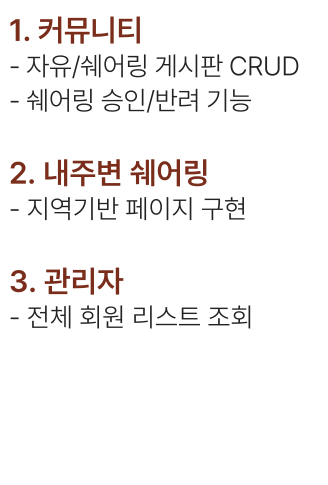 1. 커뮤니티
- 자유/쉐어링 게시판 CRUD
- 쉐어링 승인/반려 기능
2. 내주변 쉐어링
- 지역기반 페이지 구현
3. 관리자
- 전체 회원 리스트 조회